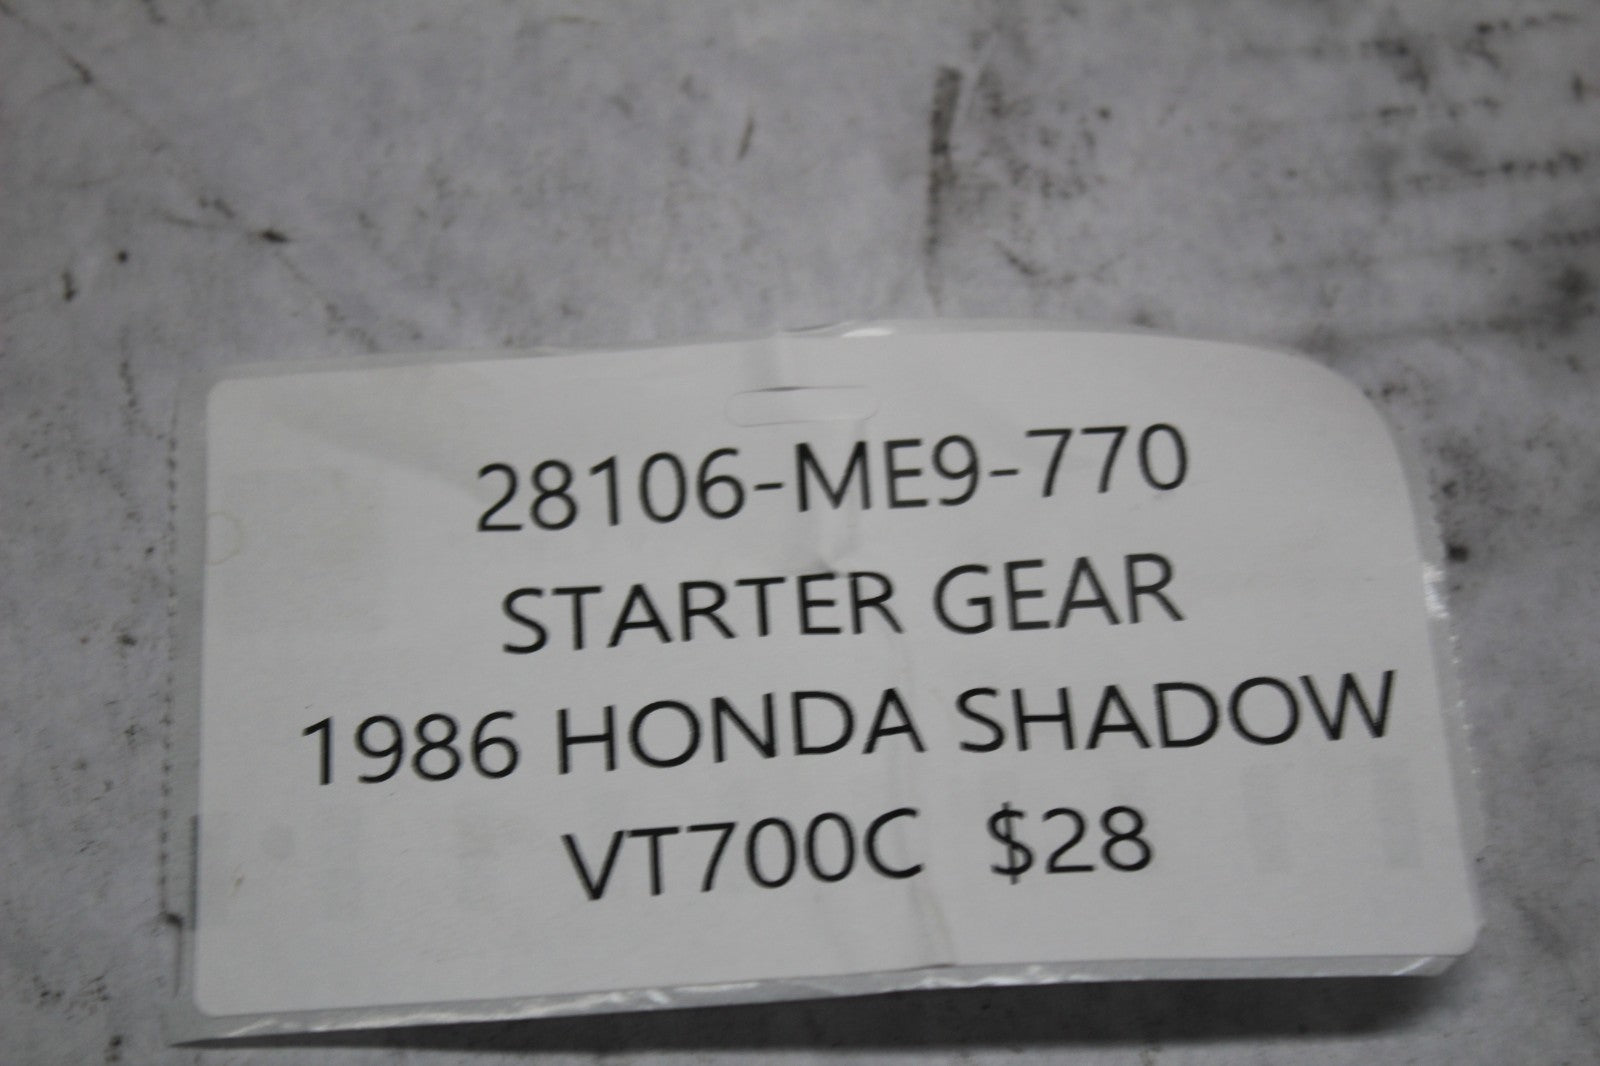 28106-ME9-770
STARTER GEAR
1986 HONDA SHADOW
VT700C $28